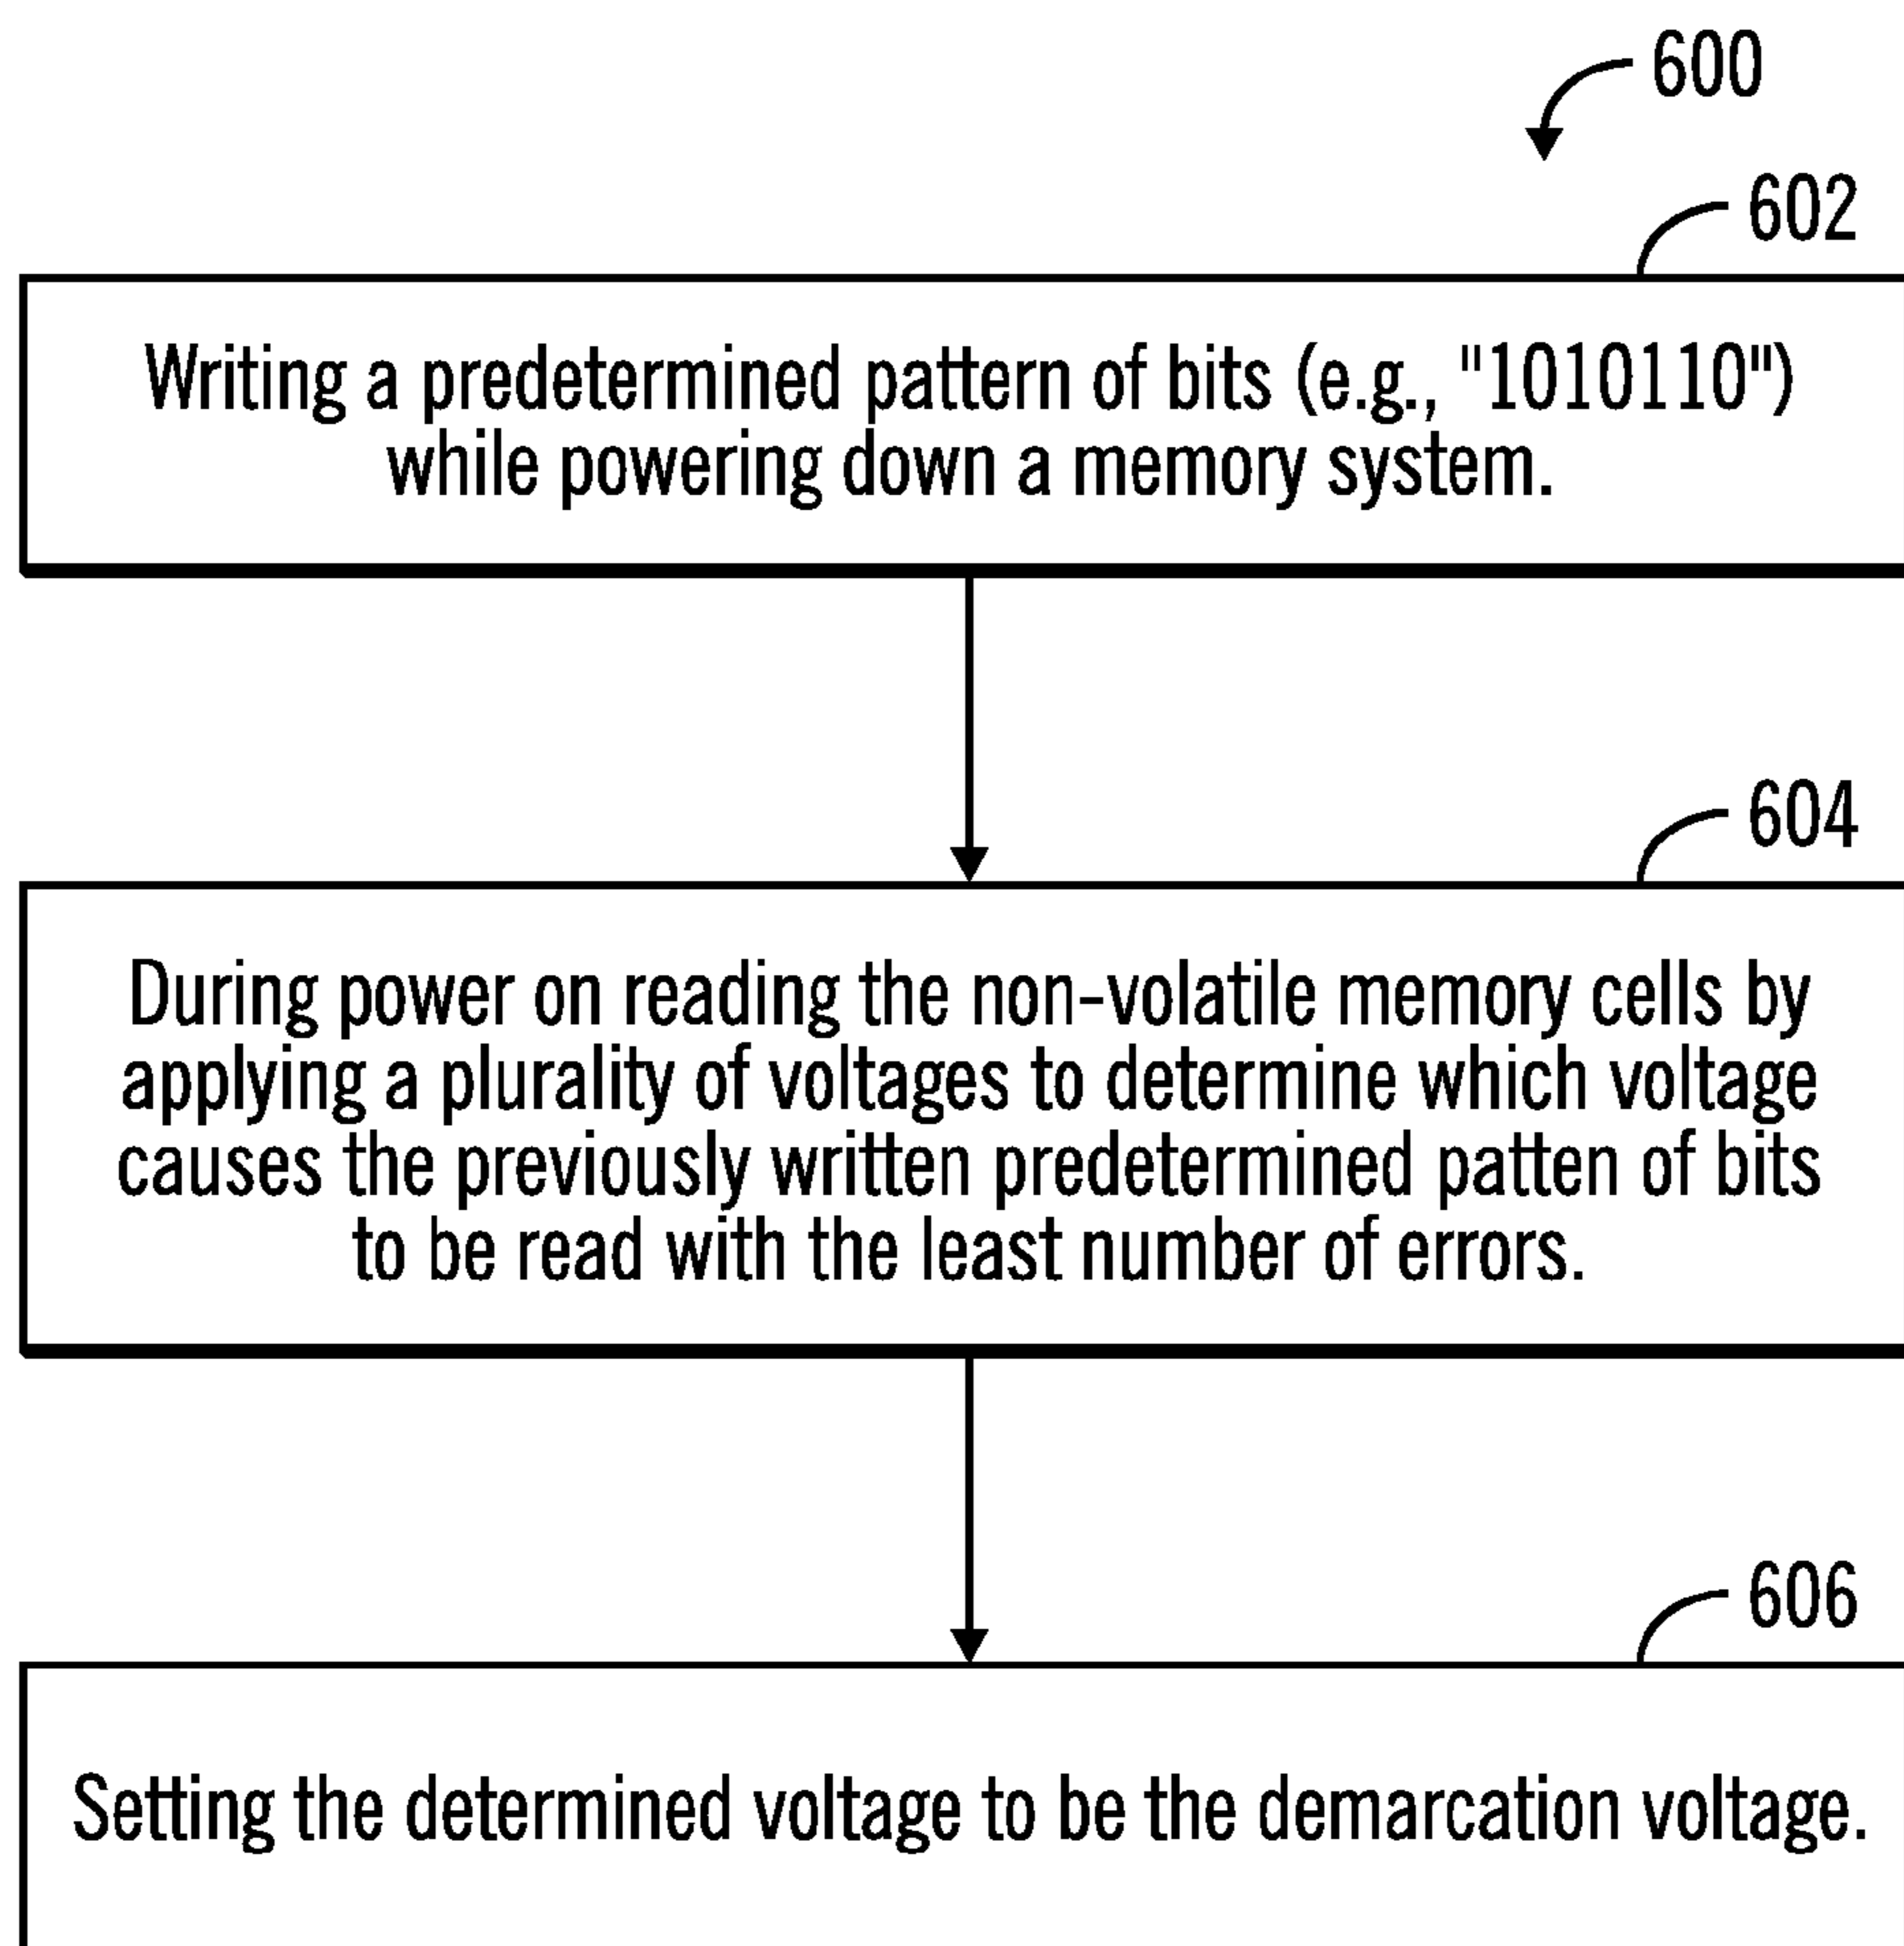 600
602
Writing a predetermined pattern of bits (e.g., "1010110")
while powering down a memory system.
604
During power on reading the non-volatile memory cells by
applying a plurality of voltages to determine which voltage
causes the previously written predetermined patten of bits
to be read with the least number of errors.
606
Setting the determined voltage to be the demarcation voltage.